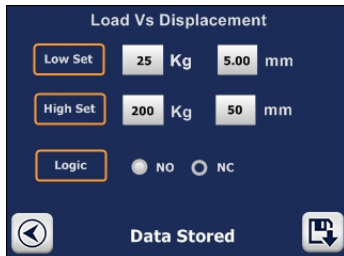 Load Vs Displacement
Low Set 25 Kg 5.00 mm
High Set 200 Kg 50 mm
Logic NO NC
Data Stored